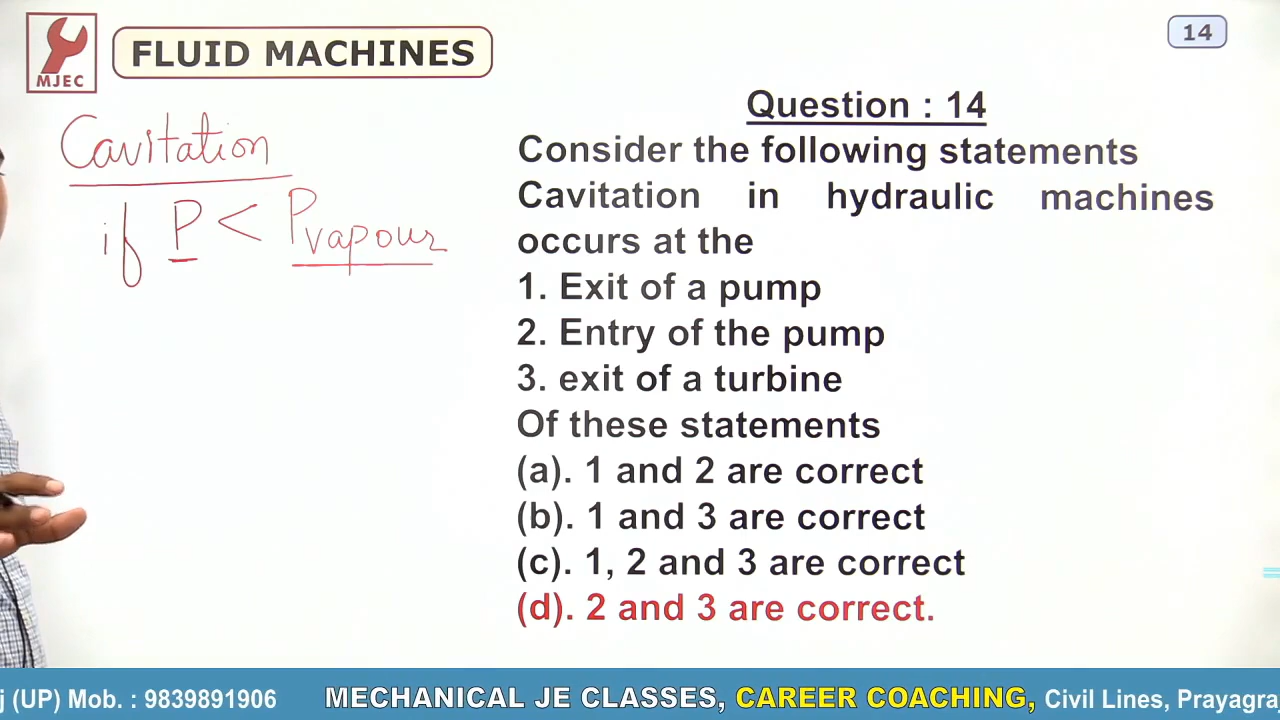 MJEC
FLUID MACHINES
14
Cavitation
if P < Pvapour
Question : 14
Consider the following statements
Cavitation in hydraulic machines
occurs at the
1. Exit of a pump
2. Entry of the pump
3. exit of a turbine
Of these statements
(a). 1 and 2 are correct
(b). 1 and 3 are correct
(c). 1, 2 and 3 are correct
(d). 2 and 3 are correct.
j (UP) Mob. : 9839891906 MECHANICAL JE CLASSES, CAREER COACHING, Civil Lines, Prayagraj